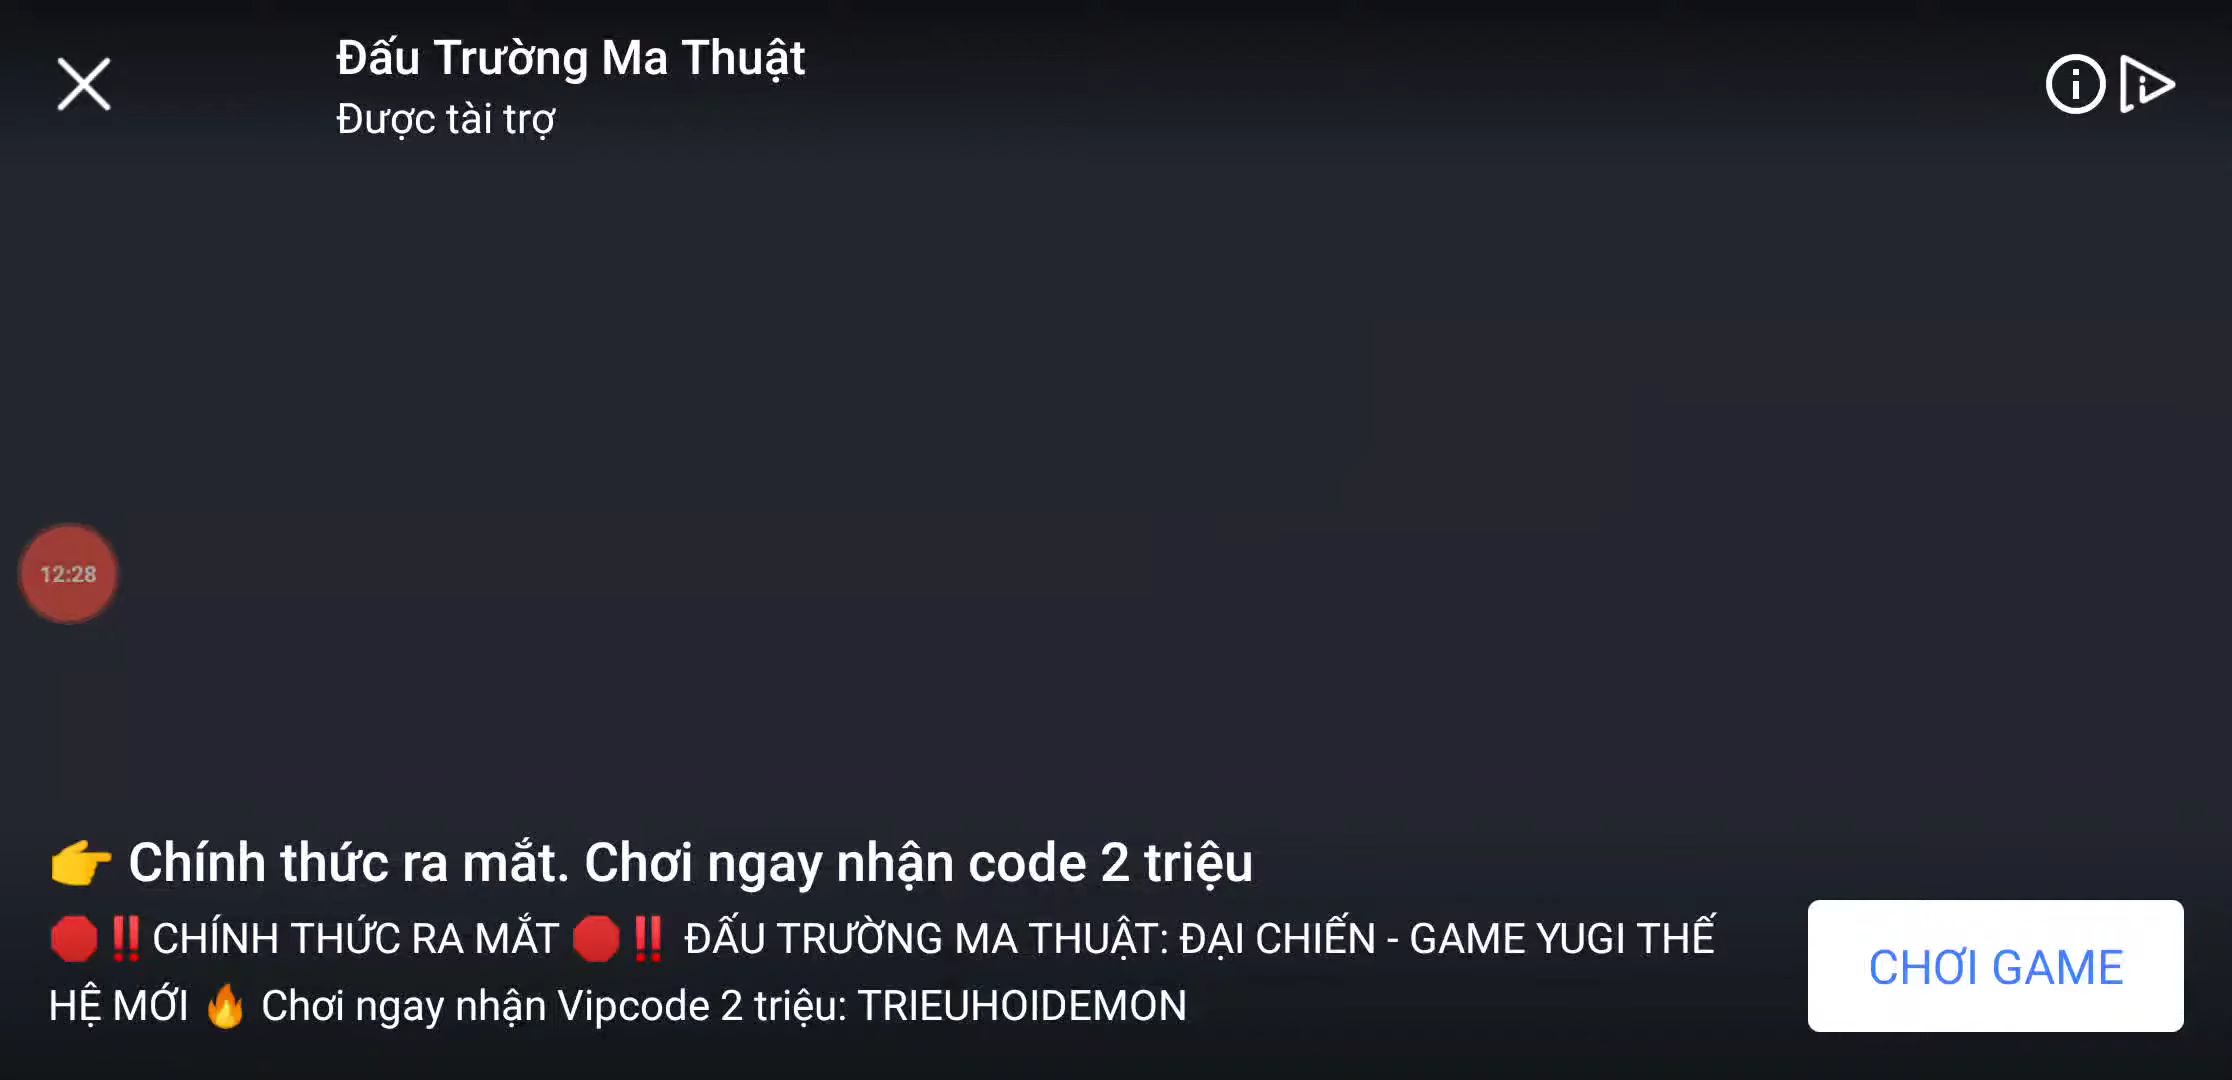 Đấu Trường Ma Thuật
Được tài trợ
12:28
👉 Chính thức ra mắt. Chơi ngay nhận code 2 triệu
🛑‼️CHÍNH THỨC RA MẮT 🛑‼️ ĐẤU TRƯỜNG MA THUẬT: ĐẠI CHIẾN - GAME YUGI THẾ
HỆ MỚI 🔥 Chơi ngay nhận Vipcode 2 triệu: TRIEUHOIDEMON
CHƠI GAME